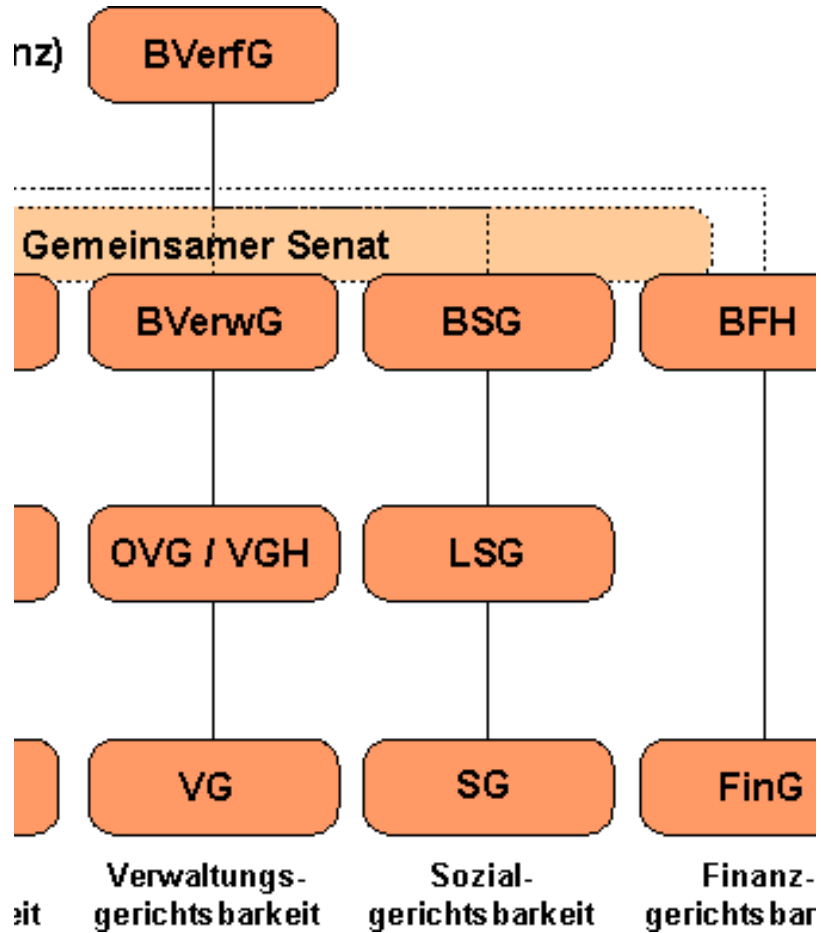 nz) BVerfG
Gemeinsamer Senat
BVerwG BSG BFH
OVG / VGH LSG
VG SG FinG
Verwaltungs- Sozial- Finanz-
eit gerichtsbarkeit gerichtsbarkeit gerichtsbar